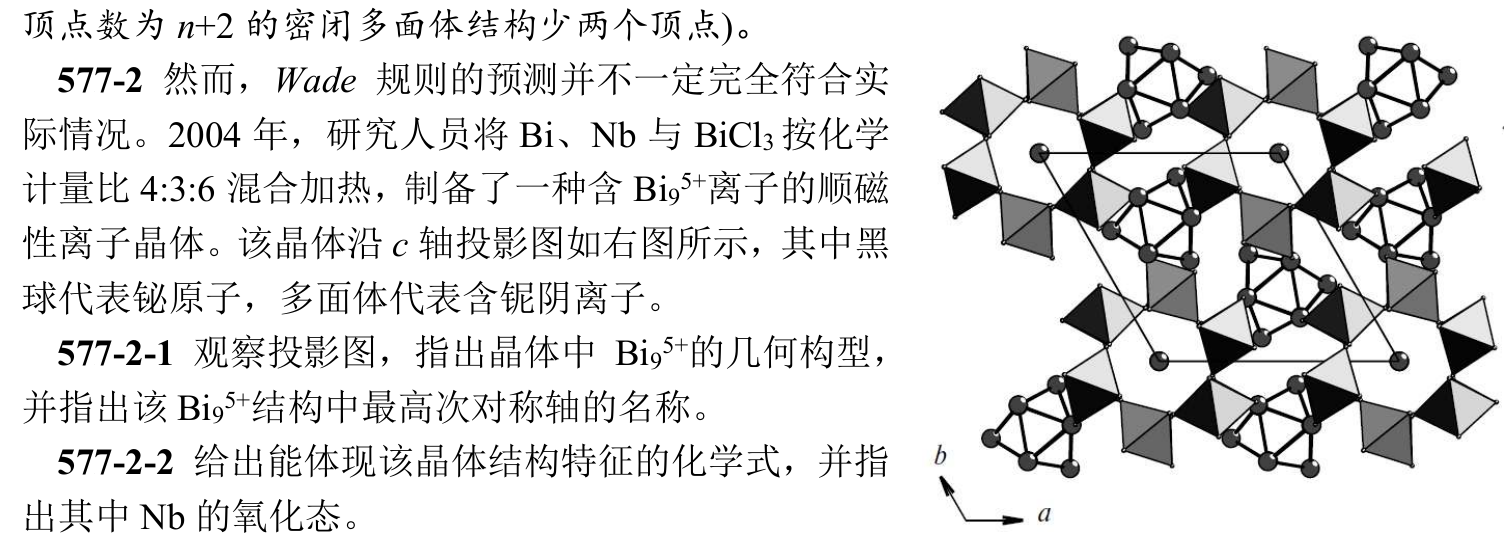 顶点数为 n+2 的密闭多面体结构少两个顶点)。
577-2 然而，Wade 规则的预测并不一定完全符合实
际情况。2004 年，研究人员将 Bi、Nb 与 BiCl₃按化学
计量比 4:3:6 混合加热，制备了一种含 Bi₉⁵⁺离子的顺磁
性离子晶体。该晶体沿 c 轴投影图如右图所示，其中黑
球代表铋原子，多面体代表含铌阴离子。
577-2-1 观察投影图，指出晶体中 Bi₉⁵⁺的几何构型，
并指出该 Bi₉⁵⁺结构中最高次对称轴的名称。
577-2-2 给出能体现该晶体结构特征的化学式，并指
出其中 Nb 的氧化态。
b
a